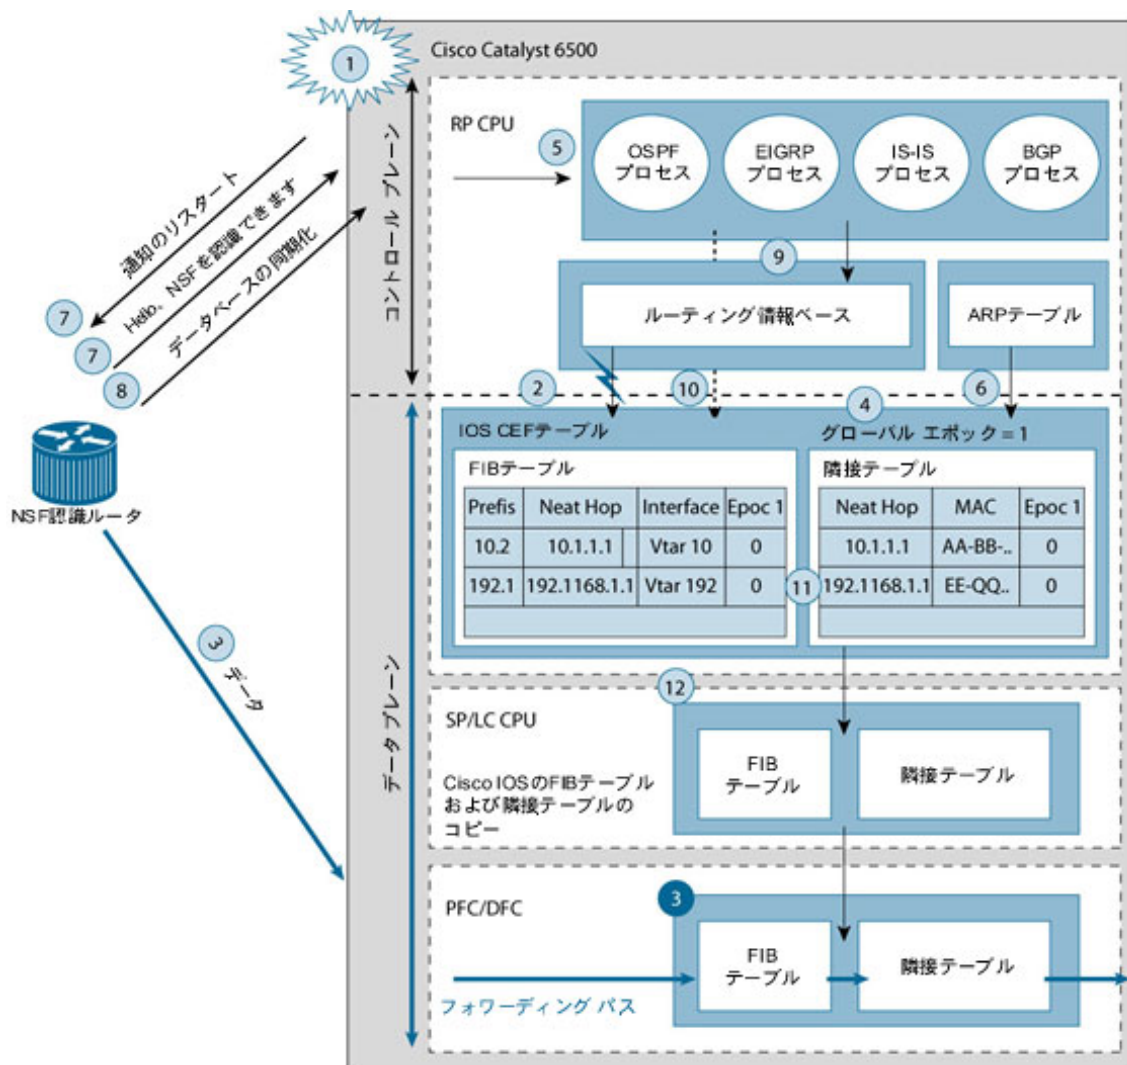 Cisco Catalyst 6500
1
RP CPU
5
OSPF
プロセス
EIGRP
プロセス
IS-IS
プロセス
BGP
プロセス
コントロール プレーン
通知のリスタート
Hello、NSFを認識できます
データベースの同期化
7
7
8
9
ルーティング情報ベース
ARPテーブル
2
10
4
6
IOS CEFテーブル
グローバル エポック = 1
FIBテーブル
Prefis Neat Hop Interface Epoc 1
10.2 10.1.1.1 Vtar 10 0
192.1 192.1168.1.1 Vtar 192 0
隣接テーブル
Neat Hop MAC Epoc 1
10.1.1.1 AA-BB-.. 0
192.1168.1.1 EE-QQ.. 0
11
NSF認識ルータ
3
データ
データ プレーン
12
SP/LC CPU
Cisco IOSのFIBテーブル
および隣接テーブルの
コピー
FIB
テーブル
隣接テーブル
PFC/DFC
3
FIB
テーブル
隣接テーブル
フォワーディング パス